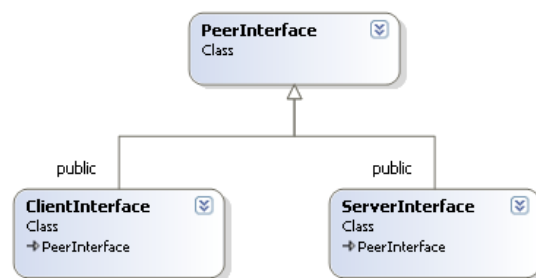 PeerInterface
Class
public
public
ClientInterface
Class
PeerInterface
ServerInterface
Class
PeerInterface